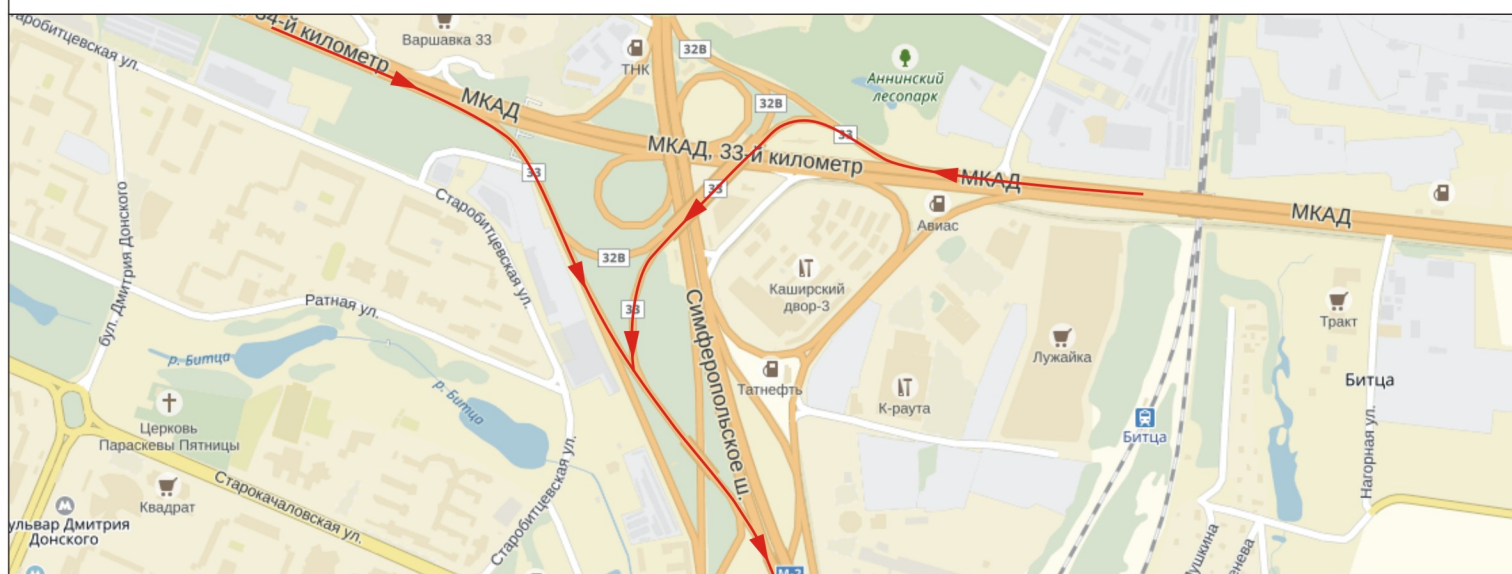 34-й километр
Старобитцевская ул.
Варшавка 33
ТНК
32В
Аннинский
лесопарк
МКАД
32В
33
МКАД, 33-й километр
МКАД
33
33
Авиас
МКАД
бул. Дмитрия Донского
Старобитцевская ул.
32В
Каширский
двор-3
33
Ратная ул.
Симферопольское ш.
Тракт
р. Битца
Лужайка
Татнефть
К-раута
Битца
р. Битца
Церковь
Параскевы Пятницы
Битца
Нагорная ул.
Старокачаловская ул.
Квадрат
Старобитцевская ул.
Дмитрия
Донского
М-2